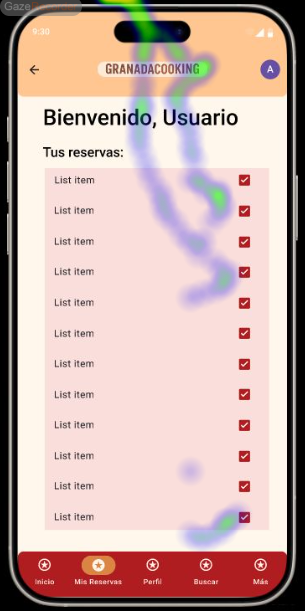 Gaze
9:30
GRANADACOOKING
A
Bienvenido, Usuario
Tus reservas:
List item
List item
List item
List item
List item
List item
List item
List item
List item
List item
List item
List item
Inicio
Mis Reservas
Perfil
Buscar
Más